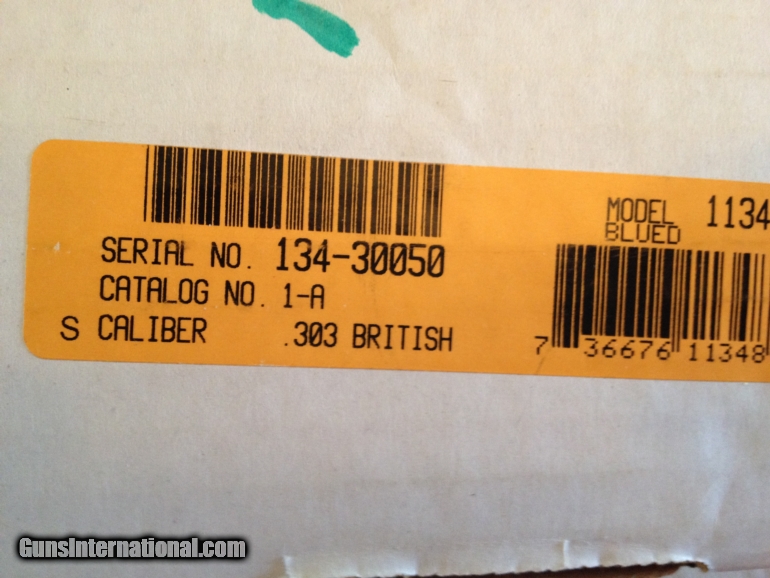 SERIAL NO. 134-30050
CATALOG NO. 1-A
S CALIBER .303 BRITISH
MODEL 1134
BLUED
7 36676 11348
GunsInternational.com